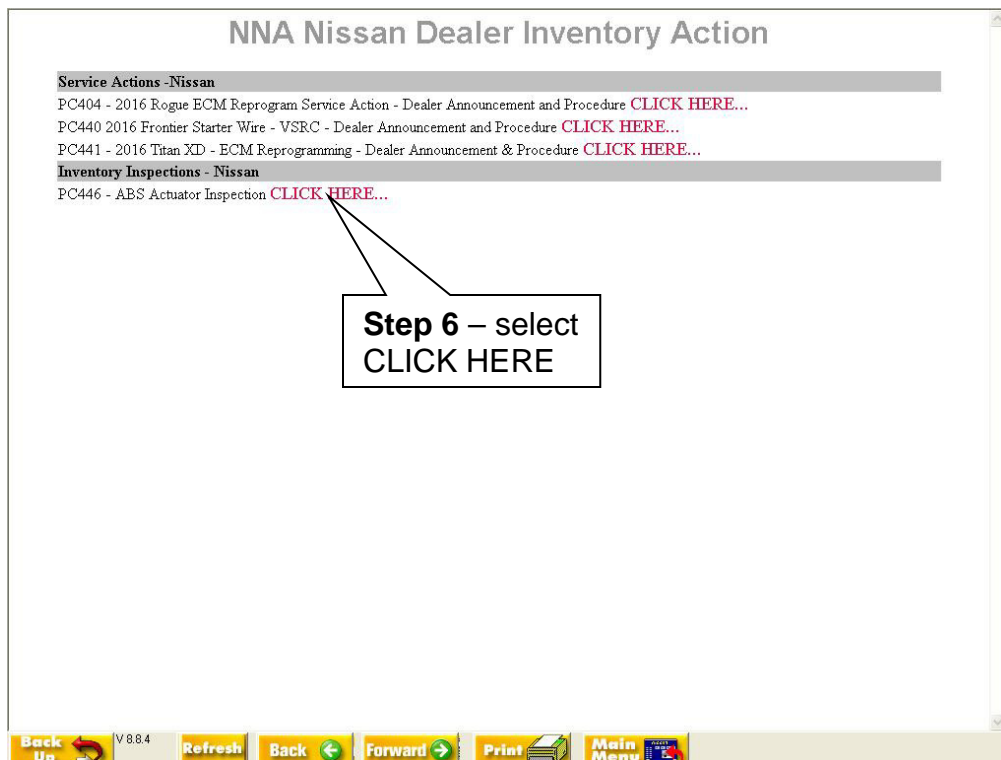 NNA Nissan Dealer Inventory Action
Service Actions -Nissan
PC404 - 2016 Rogue ECM Reprogram Service Action - Dealer Announcement and Procedure CLICK HERE...
PC440 2016 Frontier Starter Wire - VSRC - Dealer Announcement and Procedure CLICK HERE...
PC441 - 2016 Titan XD - ECM Reprogramming - Dealer Announcement & Procedure CLICK HERE...
Inventory Inspections - Nissan
PC446 - ABS Actuator Inspection CLICK HERE...
Step 6 – select
CLICK HERE
Back Up
V 8.8.4
Refresh
Back
Forward
Print
Main Menu